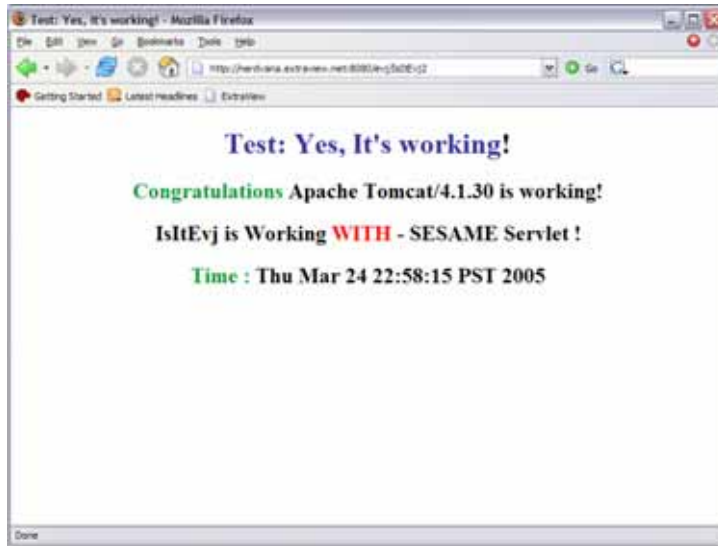 Test: Yes, It's working! - Mozilla Firefox
File Edit View Go Bookmarks Tools Help
Go
Getting Started Latest Headlines ExtraView
Test: Yes, It's working!
Congratulations Apache Tomcat/4.1.30 is working!
IsItEvj is Working WITH - SESAME Servlet !
Time : Thu Mar 24 22:58:15 PST 2005
Done